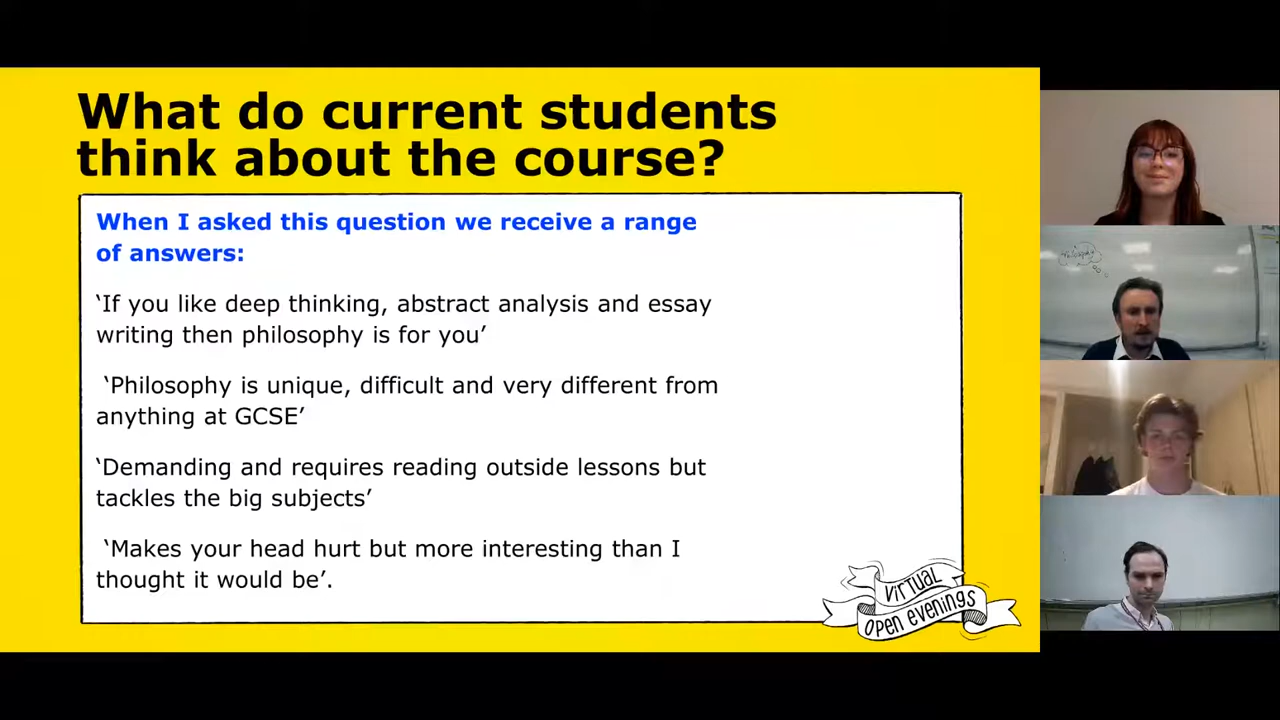 What do current students
think about the course?
When I asked this question we receive a range
of answers:
‘If you like deep thinking, abstract analysis and essay
writing then philosophy is for you’
‘Philosophy is unique, difficult and very different from
anything at GCSE’
‘Demanding and requires reading outside lessons but
tackles the big subjects’
‘Makes your head hurt but more interesting than I
thought it would be’.
VIRTUAL
OPEN EVENINGS
Philosophy